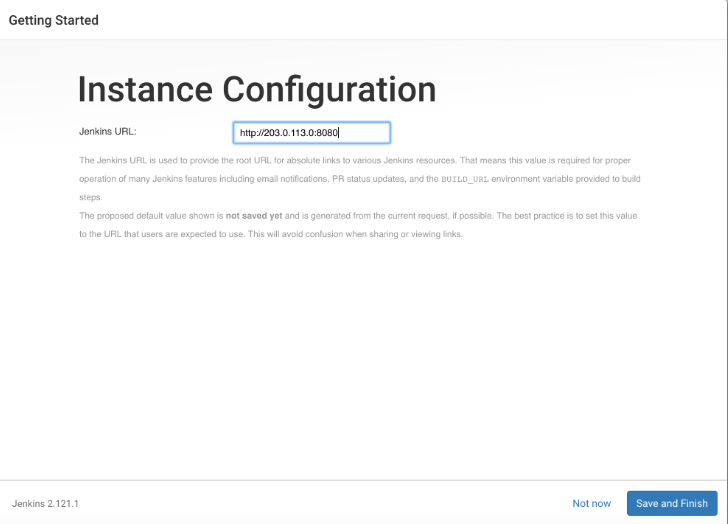 Getting Started
Instance Configuration
Jenkins URL: http://203.0.113.0:8080
The Jenkins URL is used to provide the root URL for absolute links to various Jenkins resources. That means this value is required for proper
operation of many Jenkins features including email notifications, PR status updates, and the BUILD_URL environment variable provided to build
steps.
The proposed default value shown is not saved yet and is generated from the current request, if possible. The best practice is to set this value
to the URL that users are expected to use. This will avoid confusion when sharing or viewing links.
Jenkins 2.121.1 Not now Save and Finish